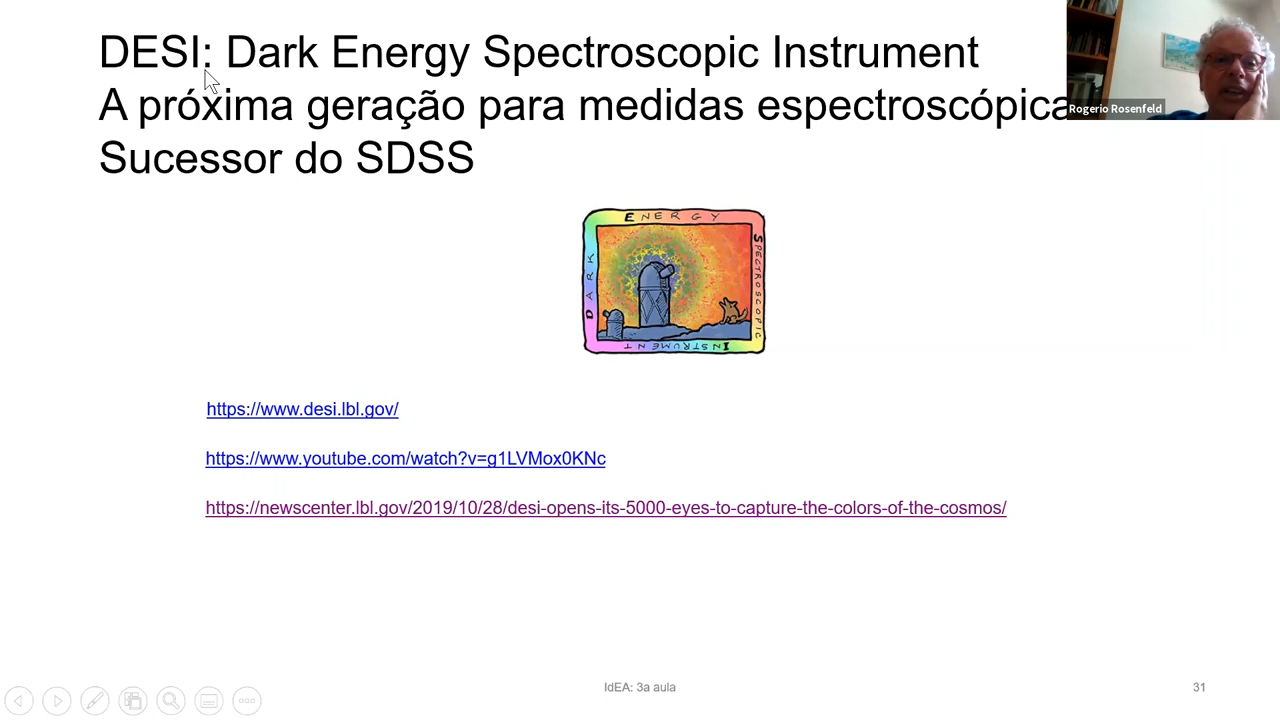 DESI: Dark Energy Spectroscopic Instrument
A próxima geração para medidas espectroscópica
Sucessor do SDSS
Rogerio Rosenfeld
ENERGY
DARK
SPECTROSCOPIC
INSTRUMENT
https://www.desi.lbl.gov/
https://www.youtube.com/watch?v=g1LVMox0KNc
https://newscenter.lbl.gov/2019/10/28/desi-opens-its-5000-eyes-to-capture-the-colors-of-the-cosmos/
IdEA: 3a aula
31